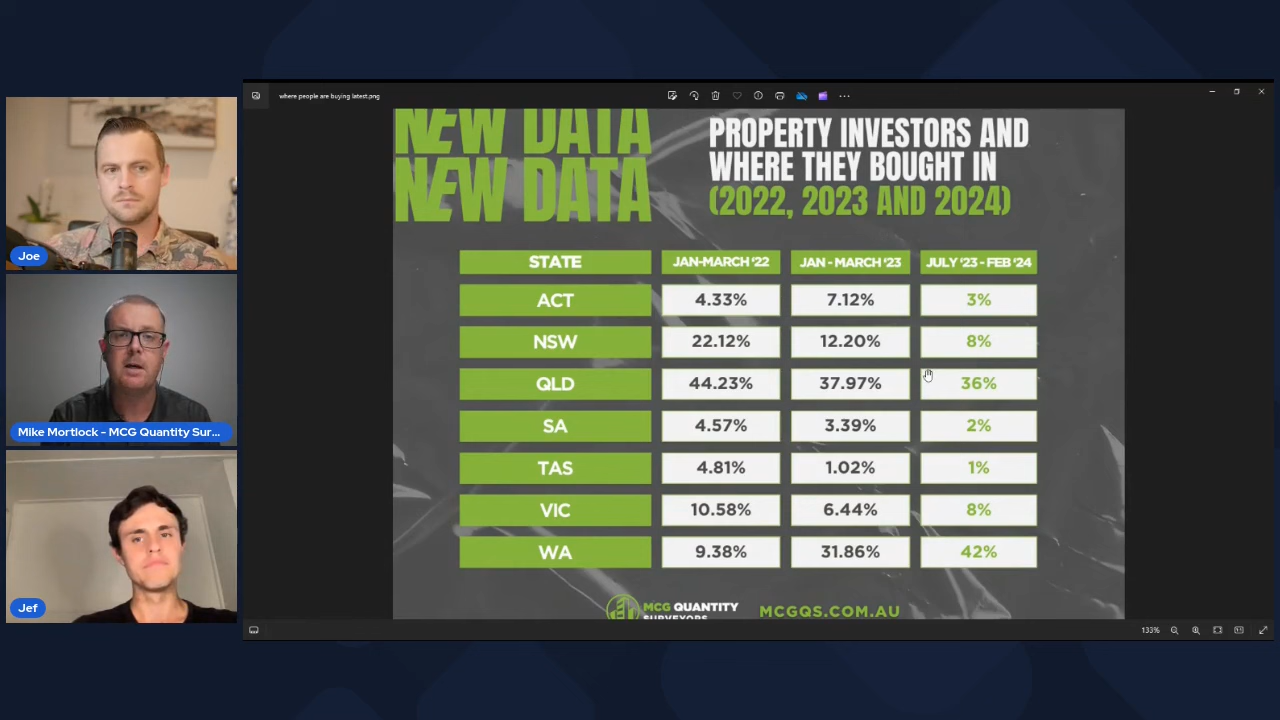 where people are buying latest.png
NEW DATA
NEW DATA
PROPERTY INVESTORS AND
WHERE THEY BOUGHT IN
(2022, 2023 AND 2024)
STATE JAN-MARCH '22 JAN - MARCH '23 JULY '23 - FEB '24
ACT 4.33% 7.12% 3%
NSW 22.12% 12.20% 8%
QLD 44.23% 37.97% 36%
SA 4.57% 3.39% 2%
TAS 4.81% 1.02% 1%
VIC 10.58% 6.44% 8%
WA 9.38% 31.86% 42%
MCG QUANTITY
SURVEYORS
MCGQS.COM.AU
133%
Joe
Mike Mortlock - MCG Quantity Sur...
Jef